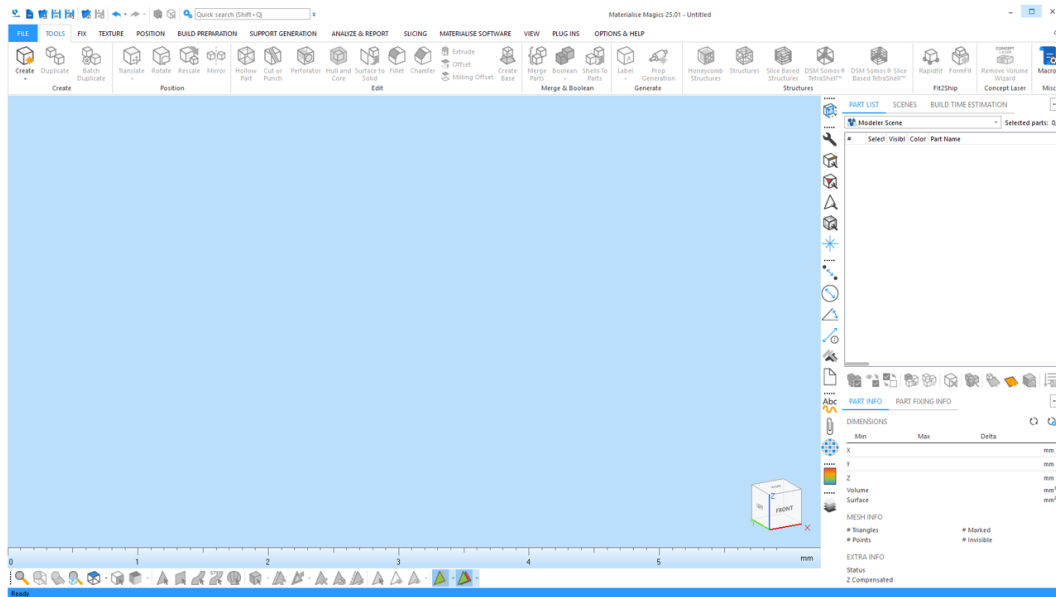 Quick search (Shift+Q)
Materialise Magics 25.01 - Untitled
FILE TOOLS FIX TEXTURE POSITION BUILD PREPARATION SUPPORT GENERATION ANALYZE & REPORT SLICING MATERIALISE SOFTWARE VIEW PLUG INS OPTIONS & HELP
Create Duplicate Batch Duplicate
Create
Translate Rotate Rescale Mirror
Position
Hollow Part Cut or Punch Perforator Hull and Core Surface to Solid Fillet Chamfer
Extrude
Offset
Milling Offset
Create Base
Edit
Merge Parts Boolean Shells To Parts
Merge & Boolean
Label Prop Generation
Generate
Honeycomb Structures Structures Slice Based Structures DSM Somos® TetraShell™ DSM Somos® Slice Based TetraShell™
Structures
Rapidfit FormFit
Fit2Ship
CONCEPT LASER
Remove Volume Wizard
Concept Laser
Macro
Misc
PART LIST SCENES BUILD TIME ESTIMATION
Modeler Scene
Selected parts: 0,
# Select Visibl Color Part Name
Abc
PART INFO PART FIXING INFO
DIMENSIONS
Min Max Delta
X mm
Y mm
Z mm
Volume mm³
Surface mm²
MESH INFO
# Triangles # Marked
# Points # Invisible
EXTRA INFO
Status
Z Compensated
Z
FRONT
X
0 1 2 3 4 5 mm
Ready